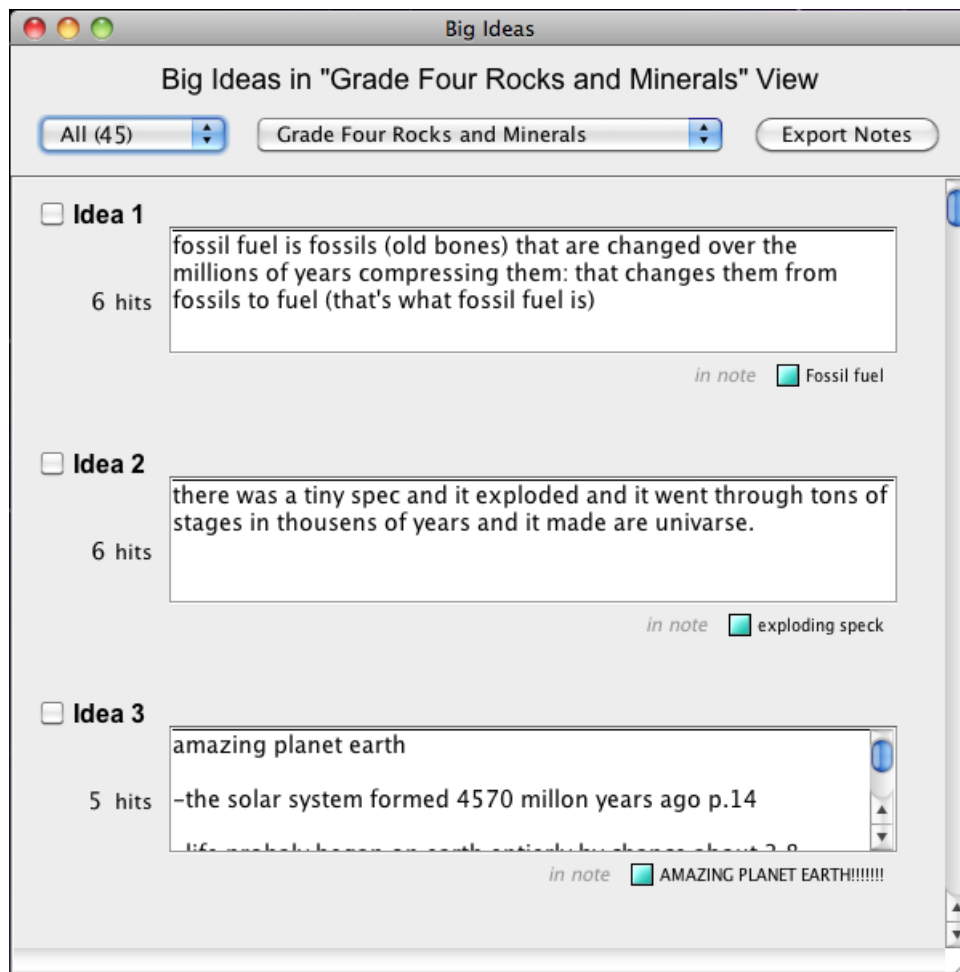 Big Ideas
Big Ideas in "Grade Four Rocks and Minerals" View
All (45)
Grade Four Rocks and Minerals
Export Notes
Idea 1
6 hits
fossil fuel is fossils (old bones) that are changed over the
millions of years compressing them: that changes them from
fossils to fuel (that's what fossil fuel is)
in note Fossil fuel
Idea 2
6 hits
there was a tiny spec and it exploded and it went through tons of
stages in thousens of years and it made are univarse.
in note exploding speck
Idea 3
5 hits
amazing planet earth
-the solar system formed 4570 millon years ago p.14
in note AMAZING PLANET EARTH!!!!!!!